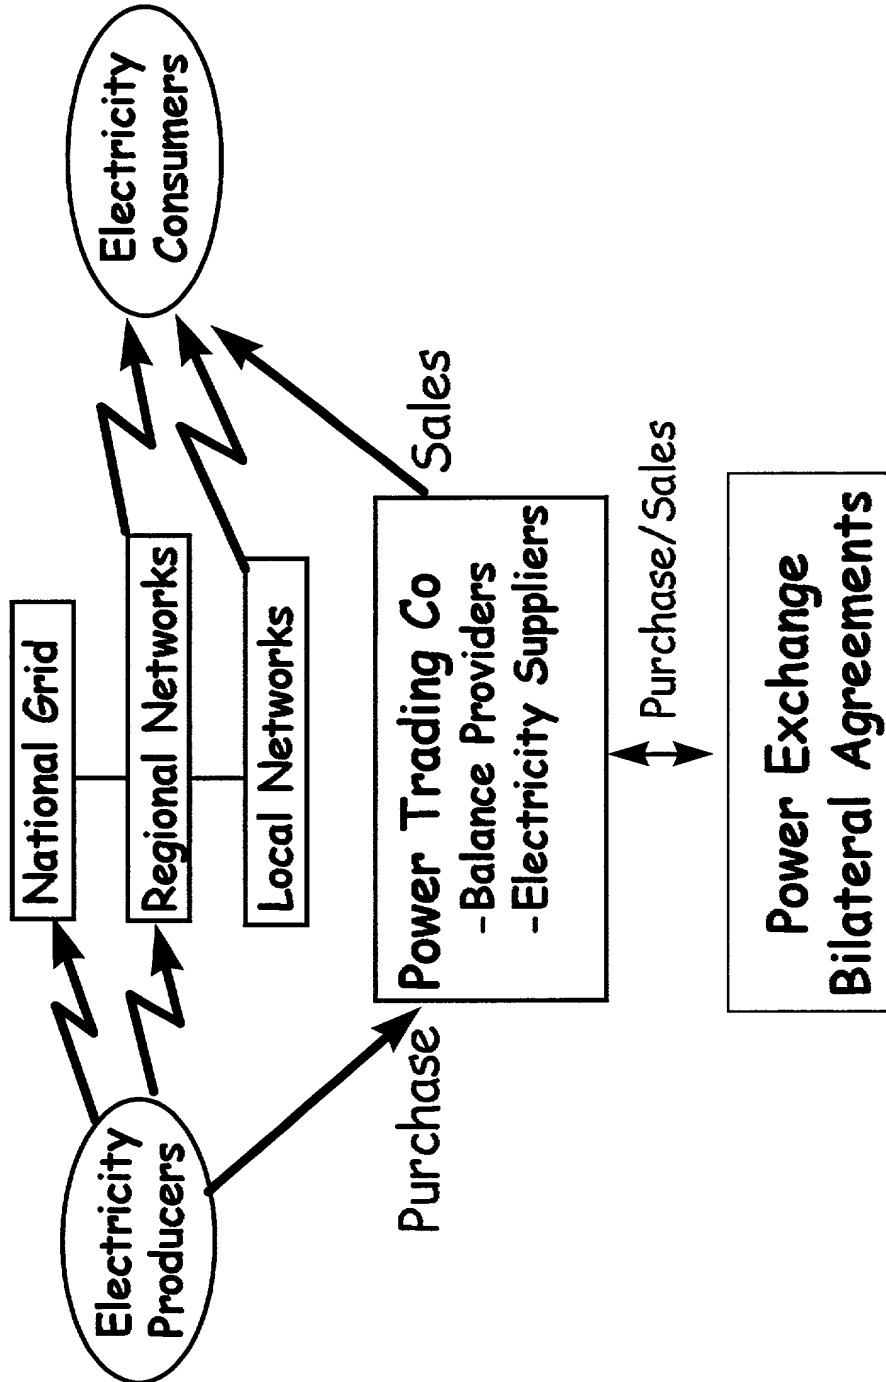 National Grid
Regional Networks
Local Networks
Electricity
Producers
Electricity
Consumers
Purchase
Sales
Power Trading Co
-Balance Providers
-Electricity Suppliers
Purchase/Sales
Power Exchange
Bilateral Agreements